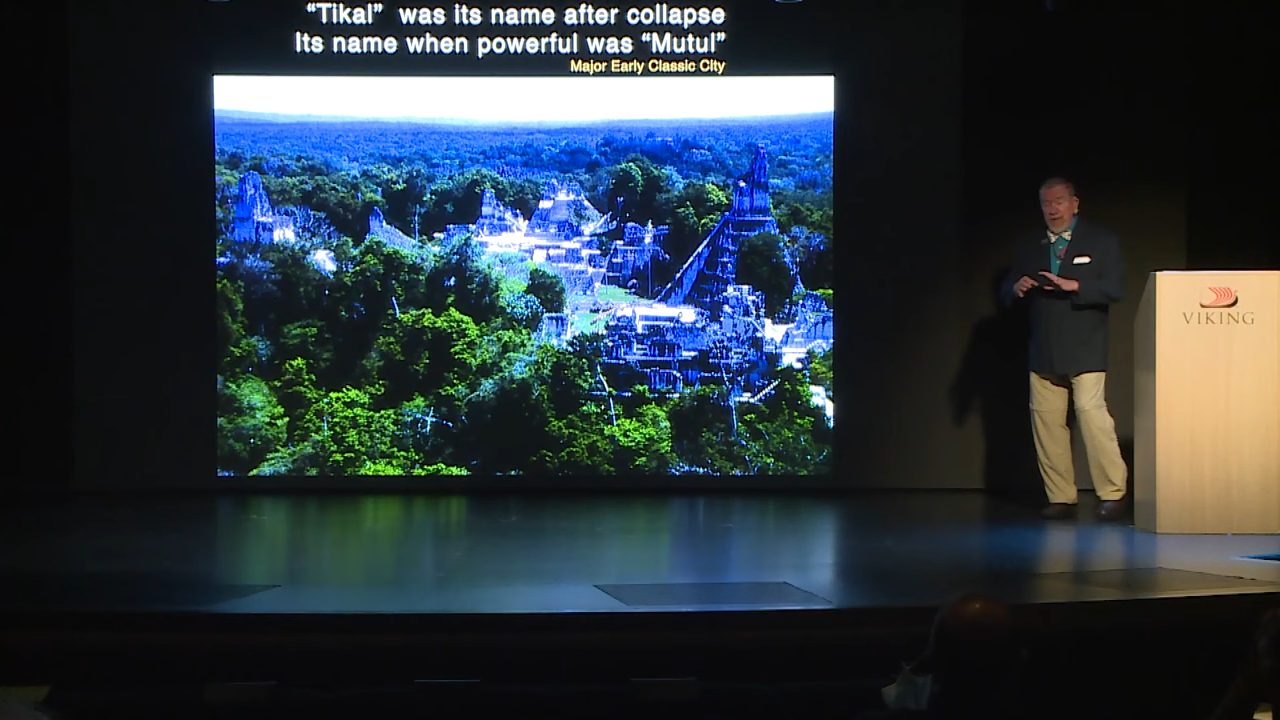 “Tikal” was its name after collapse
Its name when powerful was “Mutul”
Major Early Classic City
VIKING